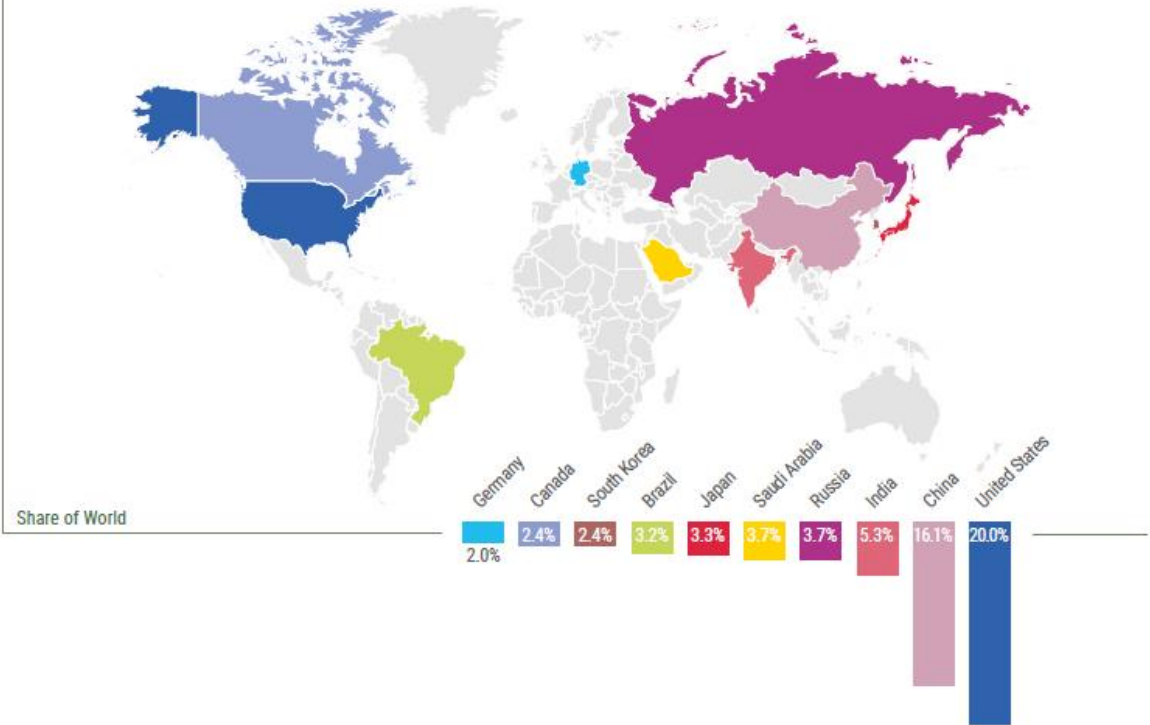 Germany
Canada
South Korea
Brazil
Japan
Saudi Arabia
Russia
India
China
United States
Share of World
2.0%
2.4%
2.4%
3.2%
3.3%
3.7%
3.7%
5.3%
16.1%
20.0%